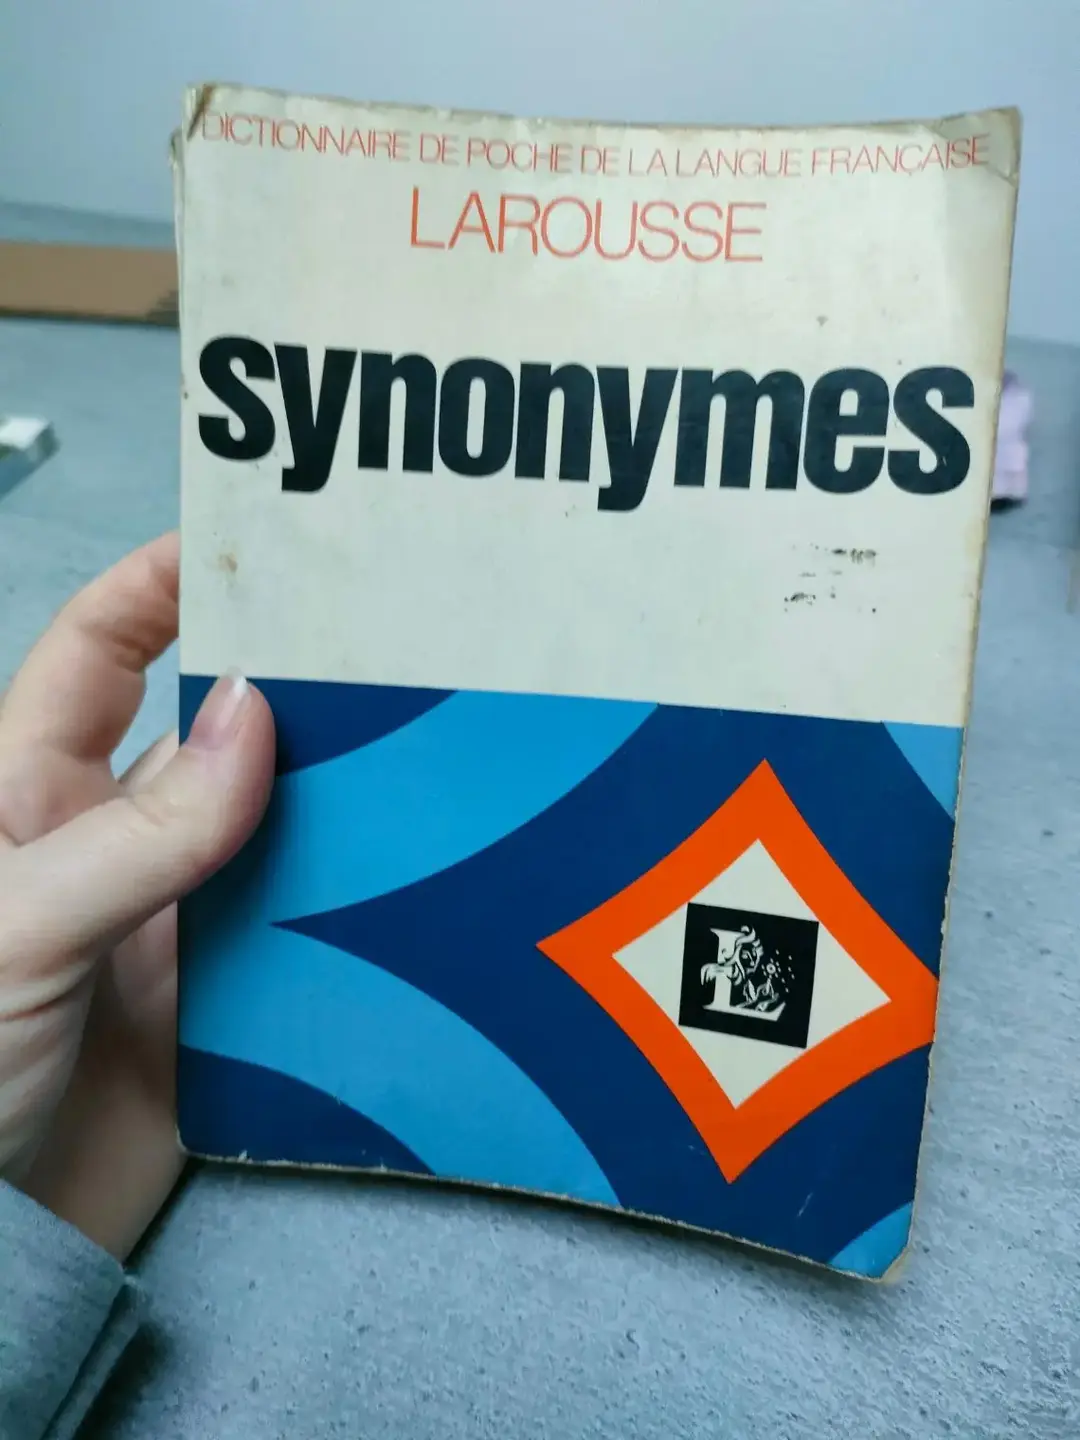 DICTIONNAIRE DE POCHE DE LA LANGUE FRANÇAISE
LAROUSSE
synonymes
L